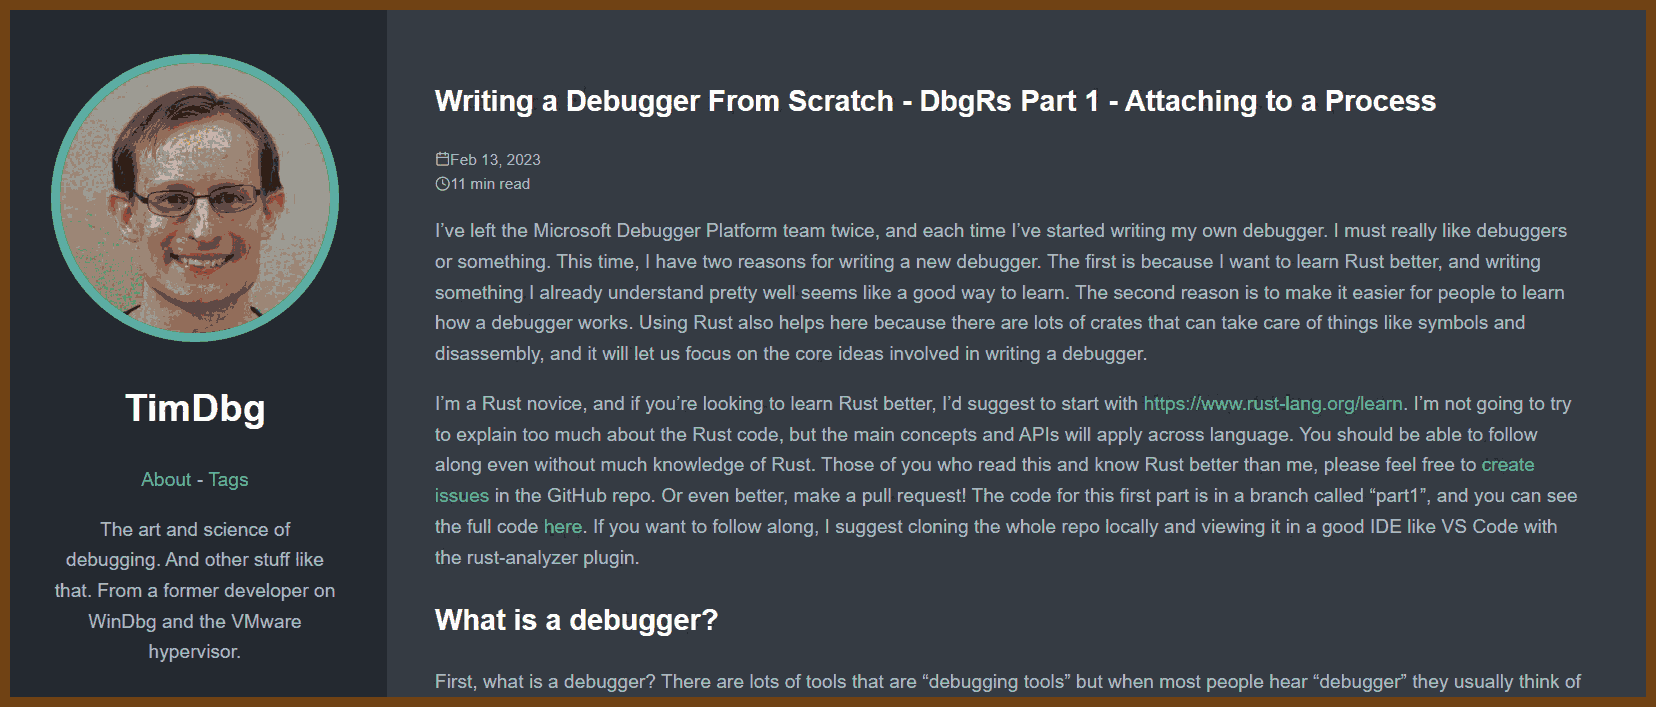 TimDbg
About - Tags
The art and science of
debugging. And other stuff like
that. From a former developer on
WinDbg and the VMware
hypervisor.
Writing a Debugger From Scratch - DbgRs Part 1 - Attaching to a Process
Feb 13, 2023
11 min read
I’ve left the Microsoft Debugger Platform team twice, and each time I’ve started writing my own debugger. I must really like debuggers
or something. This time, I have two reasons for writing a new debugger. The first is because I want to learn Rust better, and writing
something I already understand pretty well seems like a good way to learn. The second reason is to make it easier for people to learn
how a debugger works. Using Rust also helps here because there are lots of crates that can take care of things like symbols and
disassembly, and it will let us focus on the core ideas involved in writing a debugger.
I’m a Rust novice, and if you’re looking to learn Rust better, I’d suggest to start with https://www.rust-lang.org/learn. I’m not going to try
to explain too much about the Rust code, but the main concepts and APIs will apply across language. You should be able to follow
along even without much knowledge of Rust. Those of you who read this and know Rust better than me, please feel free to create
issues in the GitHub repo. Or even better, make a pull request! The code for this first part is in a branch called “part1”, and you can see
the full code here. If you want to follow along, I suggest cloning the whole repo locally and viewing it in a good IDE like VS Code with
the rust-analyzer plugin.
What is a debugger?
First, what is a debugger? There are lots of tools that are “debugging tools” but when most people hear “debugger” they usually think of